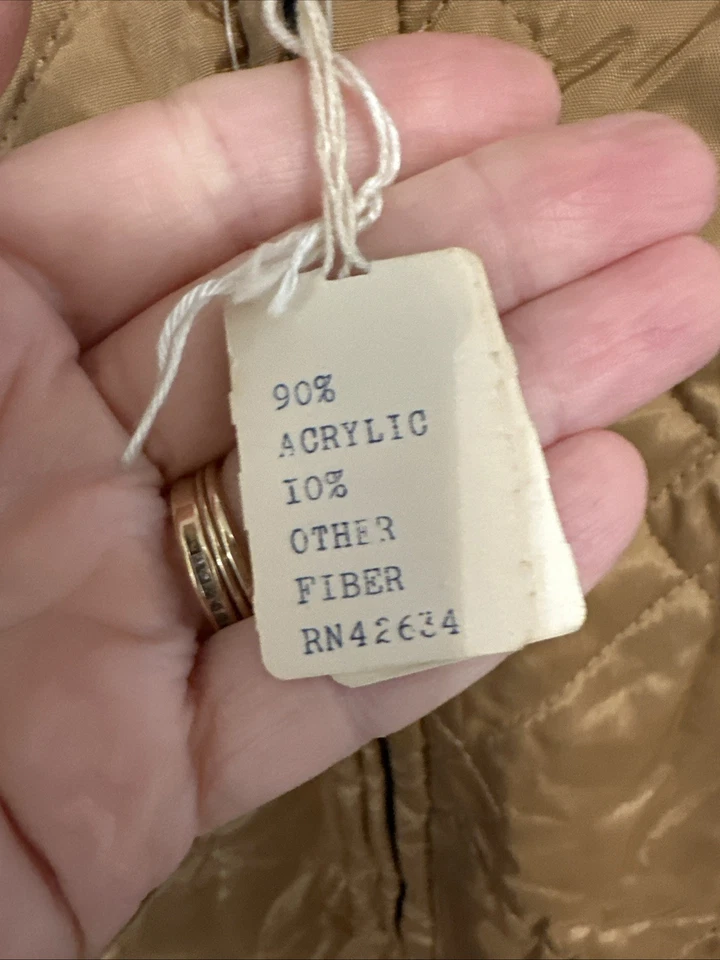 90%
ACRYLIC
10%
OTHER
FIBER
RN42634